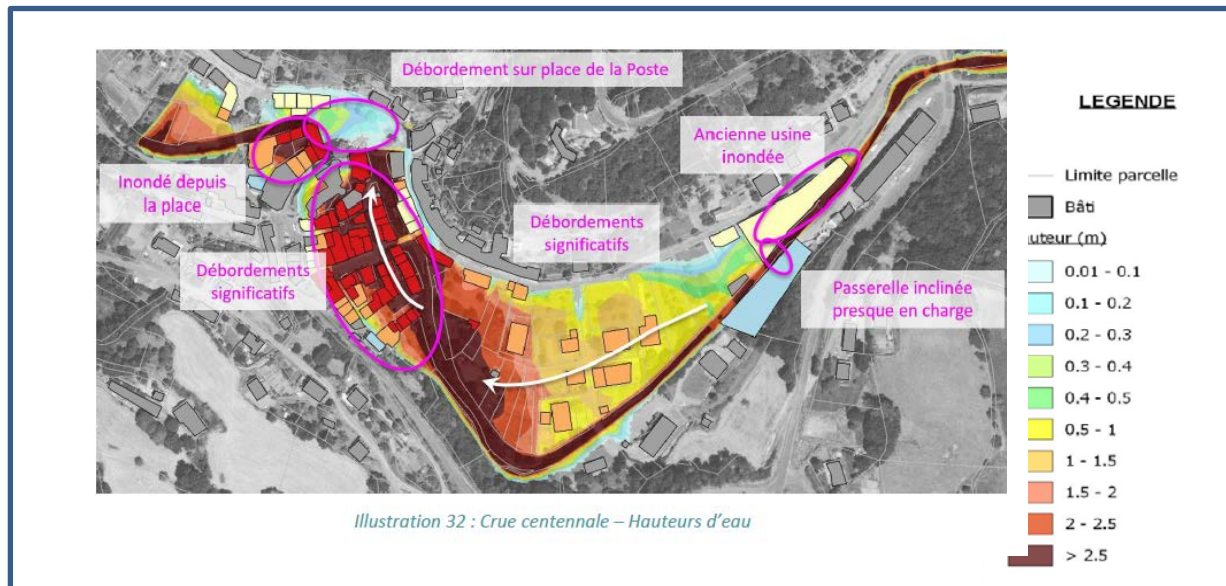 Débordement sur place de la Poste
Ancienne usine
inondée
Inondé depuis
la place
Débordements
significatifs
Débordements
significatifs
Passerelle inclinée
presque en charge
Illustration 32 : Crue centennale – Hauteurs d'eau
LEGENDE
Limite parcelle
Bâti
uteur (m)
0.01 - 0.1
0.1 - 0.2
0.2 - 0.3
0.3 - 0.4
0.4 - 0.5
0.5 - 1
1 - 1.5
1.5 - 2
2 - 2.5
> 2.5